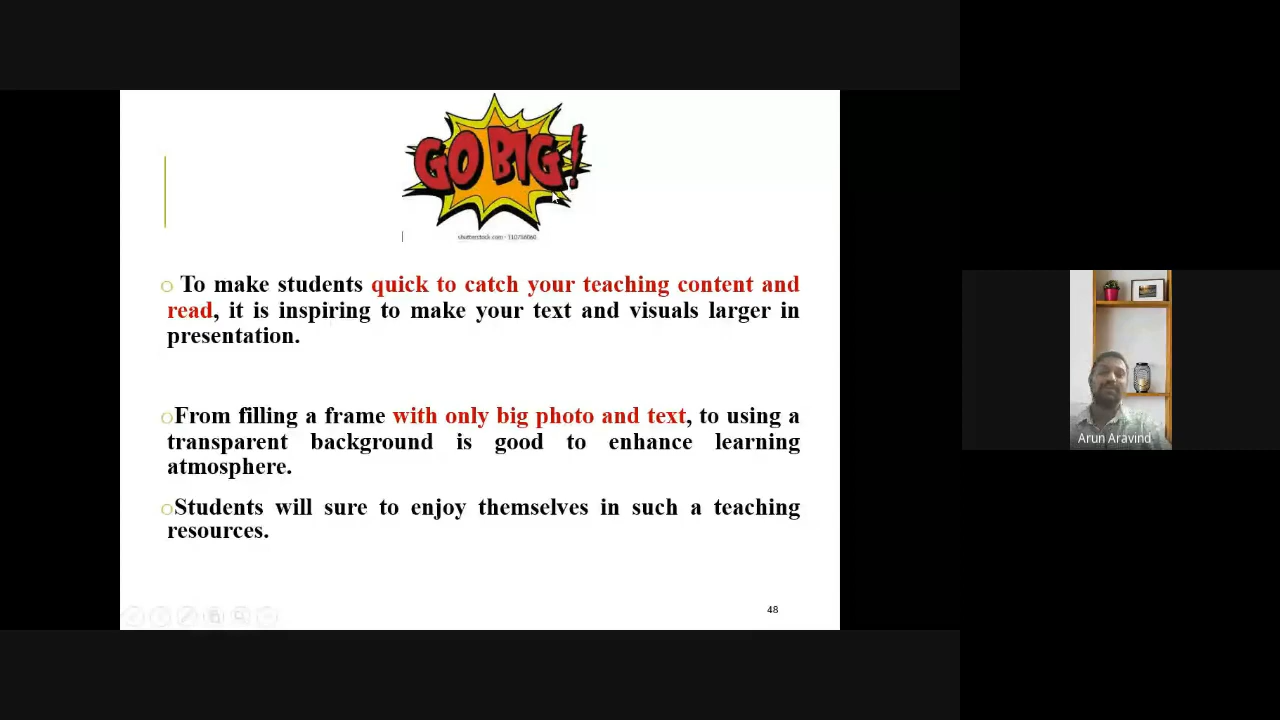 GO BIG!
shutterstock.com · 110798060
To make students quick to catch your teaching content and
read, it is inspiring to make your text and visuals larger in
presentation.
From filling a frame with only big photo and text, to using a
transparent background is good to enhance learning
atmosphere.
Students will sure to enjoy themselves in such a teaching
resources.
48
Arun Aravind